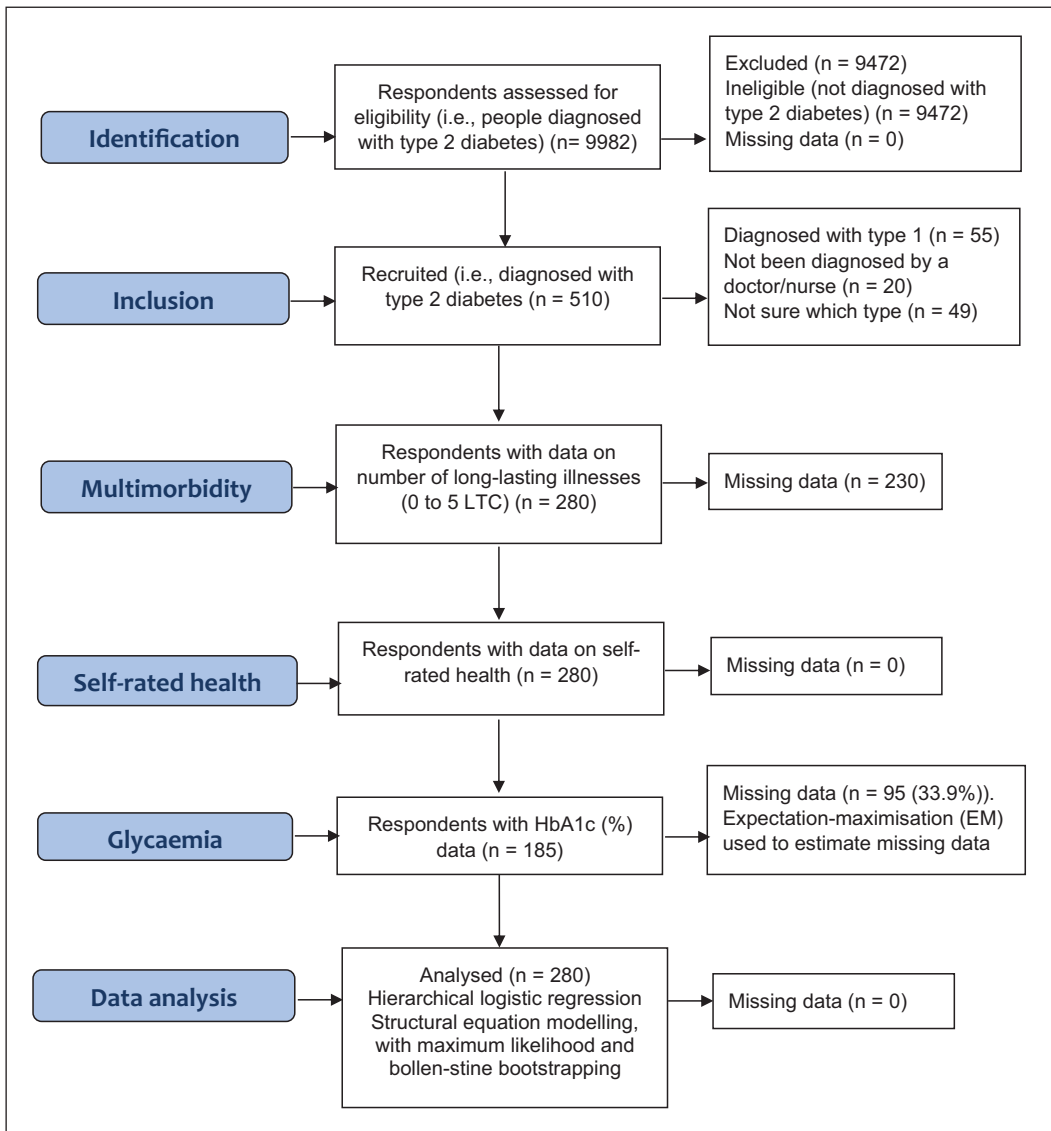 Identification
Respondents assessed for
eligibility (i.e., people diagnosed
with type 2 diabetes) (n= 9982)
Excluded (n = 9472)
Ineligible (not diagnosed with
type 2 diabetes) (n = 9472)
Missing data (n = 0)
Inclusion
Recruited (i.e., diagnosed with
type 2 diabetes (n = 510)
Diagnosed with type 1 (n = 55)
Not been diagnosed by a
doctor/nurse (n = 20)
Not sure which type (n = 49)
Multimorbidity
Respondents with data on
number of long-lasting illnesses
(0 to 5 LTC) (n = 280)
Missing data (n = 230)
Self-rated health
Respondents with data on self-
rated health (n = 280)
Missing data (n = 0)
Glycaemia
Respondents with HbA1c (%)
data (n = 185)
Missing data (n = 95 (33.9%)).
Expectation-maximisation (EM)
used to estimate missing data
Data analysis
Analysed (n = 280)
Hierarchical logistic regression
Structural equation modelling,
with maximum likelihood and
bollen-stine bootstrapping
Missing data (n = 0)